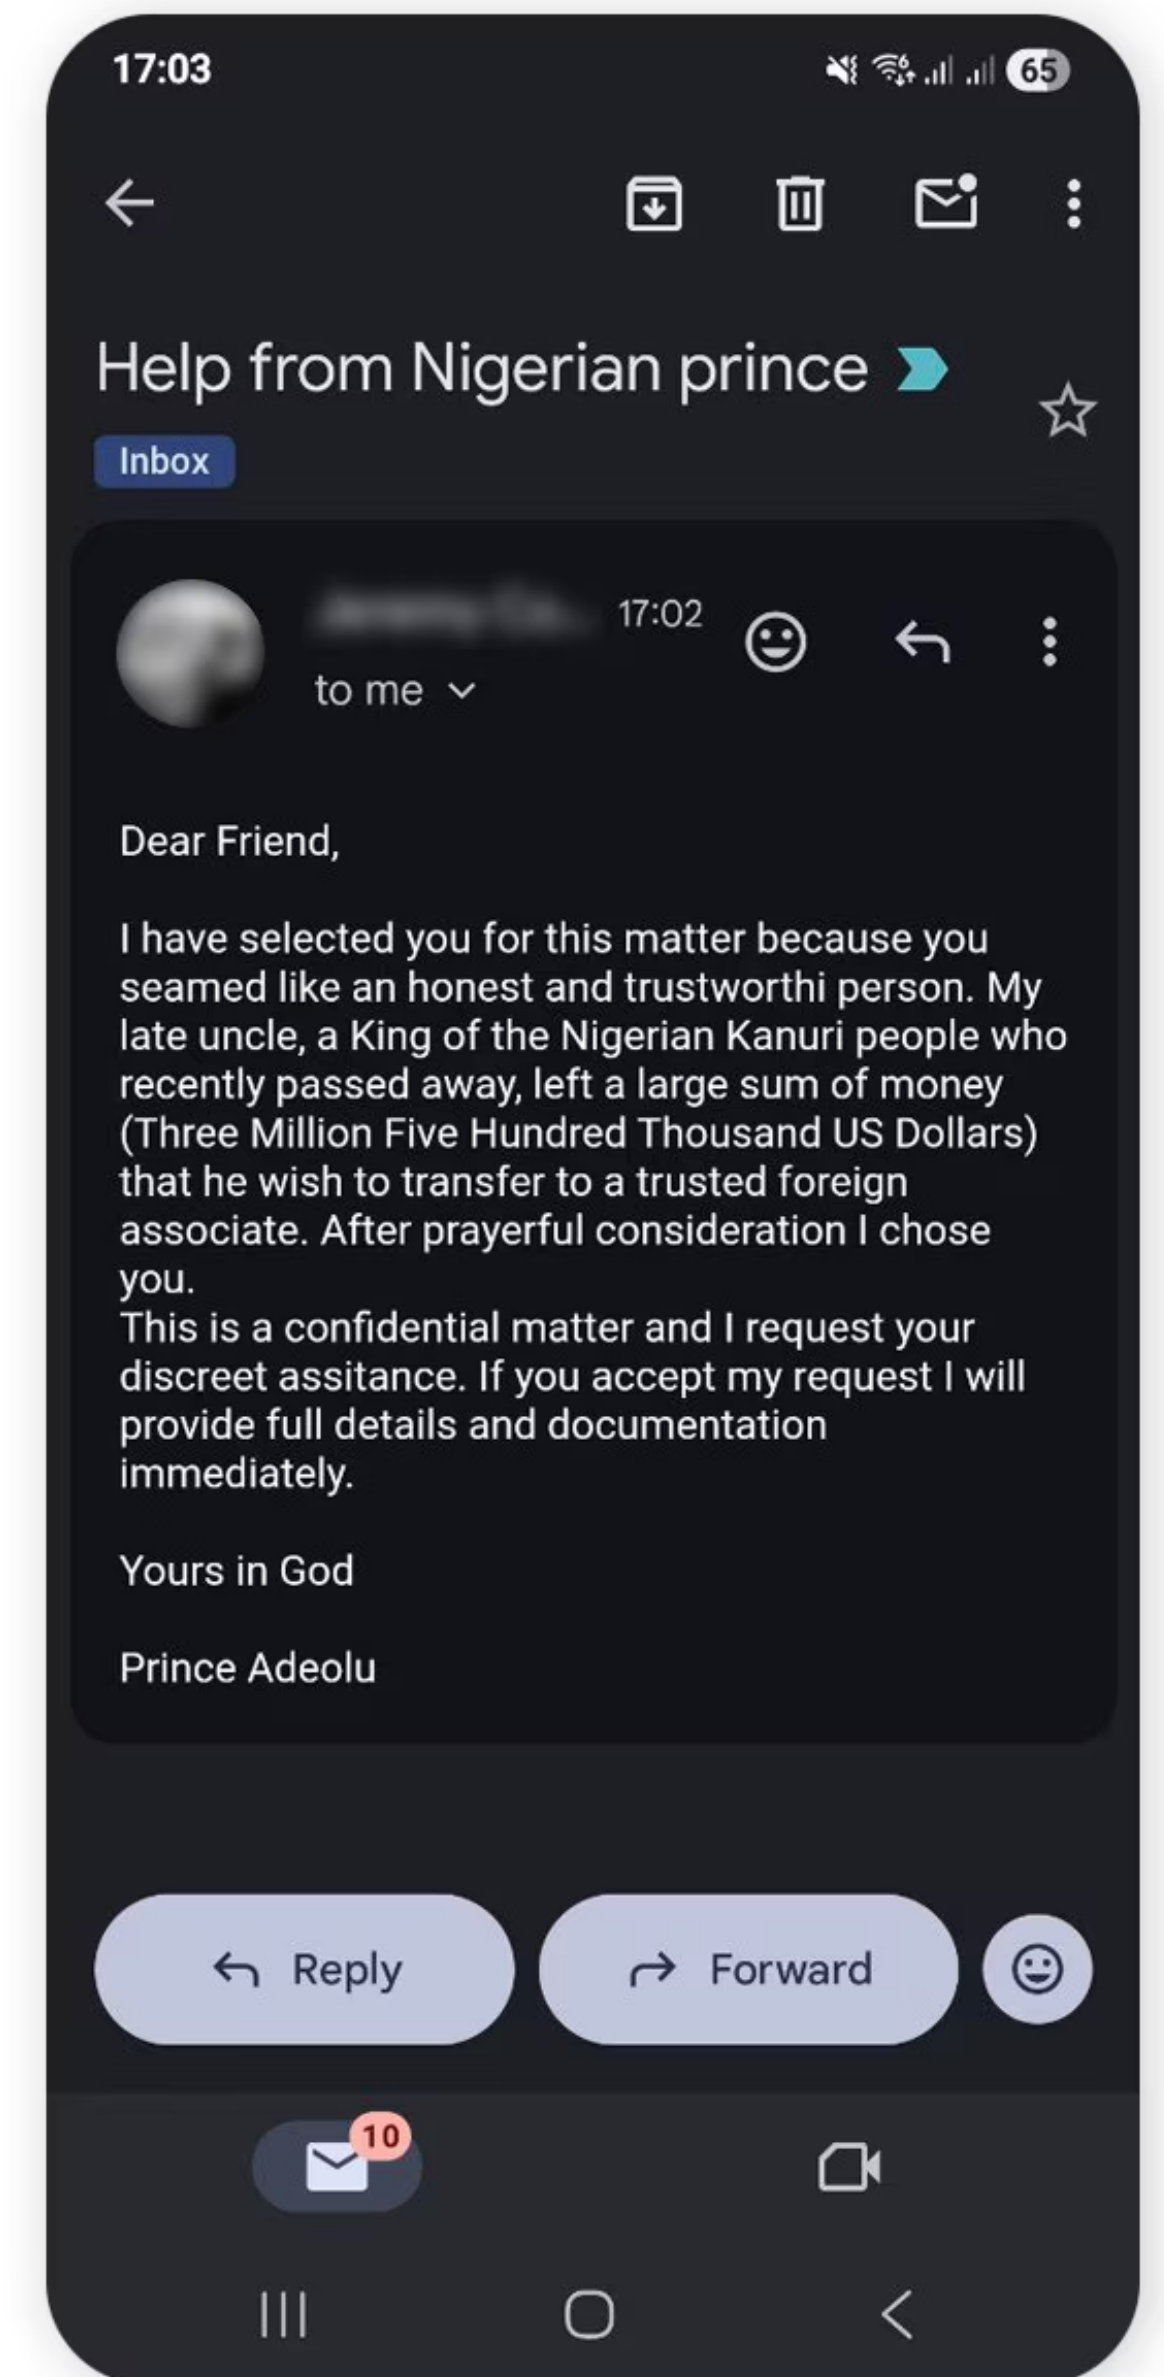 17:03
65
Help from Nigerian prince
Inbox
17:02
to me
Dear Friend,
I have selected you for this matter because you
seamed like an honest and trustworthi person. My
late uncle, a King of the Nigerian Kanuri people who
recently passed away, left a large sum of money
(Three Million Five Hundred Thousand US Dollars)
that he wish to transfer to a trusted foreign
associate. After prayerful consideration I chose
you.
This is a confidential matter and I request your
discreet assitance. If you accept my request I will
provide full details and documentation
immediately.
Yours in God
Prince Adeolu
Reply
Forward
10